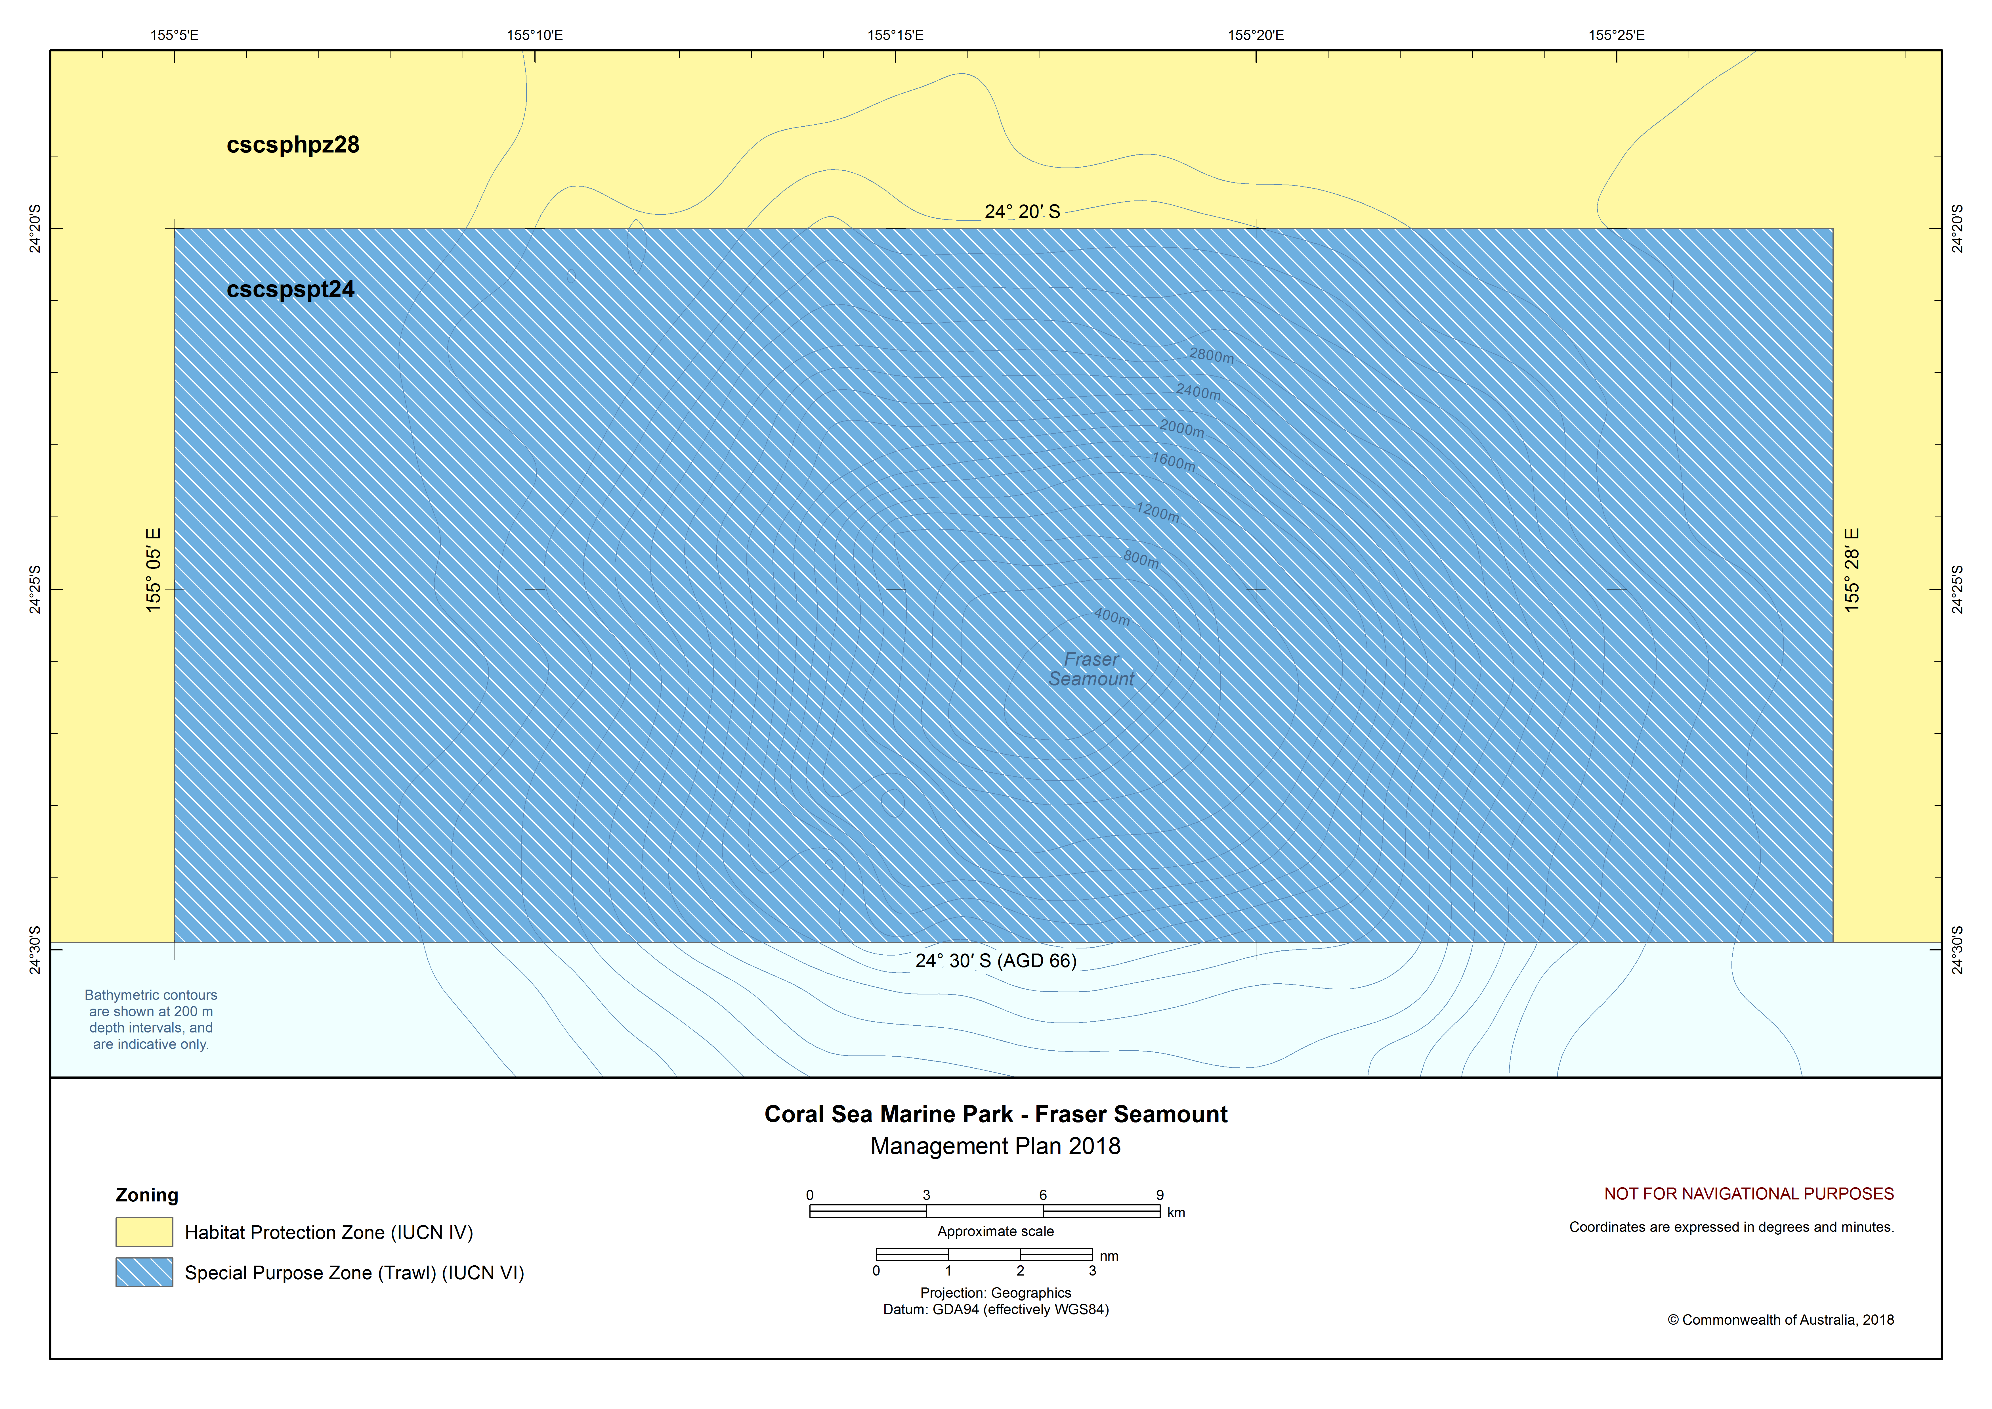 155°5'E
155°10'E
155°15'E
155°20'E
155°25'E
cscsphpz28
24° 20′ S
24°20'S
24°20'S
cscspspt24
2800m
2400m
2000m
1600m
1200m
800m
400m
155° 05′ E
155° 28′ E
24°25'S
24°25'S
Fraser
Seamount
24°30'S
24°30'S
24° 30′ S (AGD 66)
Bathymetric contours
are shown at 200 m
depth intervals, and
are indicative only.
Coral Sea Marine Park - Fraser Seamount
Management Plan 2018
Zoning
Habitat Protection Zone (IUCN IV)
Special Purpose Zone (Trawl) (IUCN VI)
0 3 6 9
km
Approximate scale
nm
0 1 2 3
Projection: Geographics
Datum: GDA94 (effectively WGS84)
NOT FOR NAVIGATIONAL PURPOSES
Coordinates are expressed in degrees and minutes.
© Commonwealth of Australia, 2018